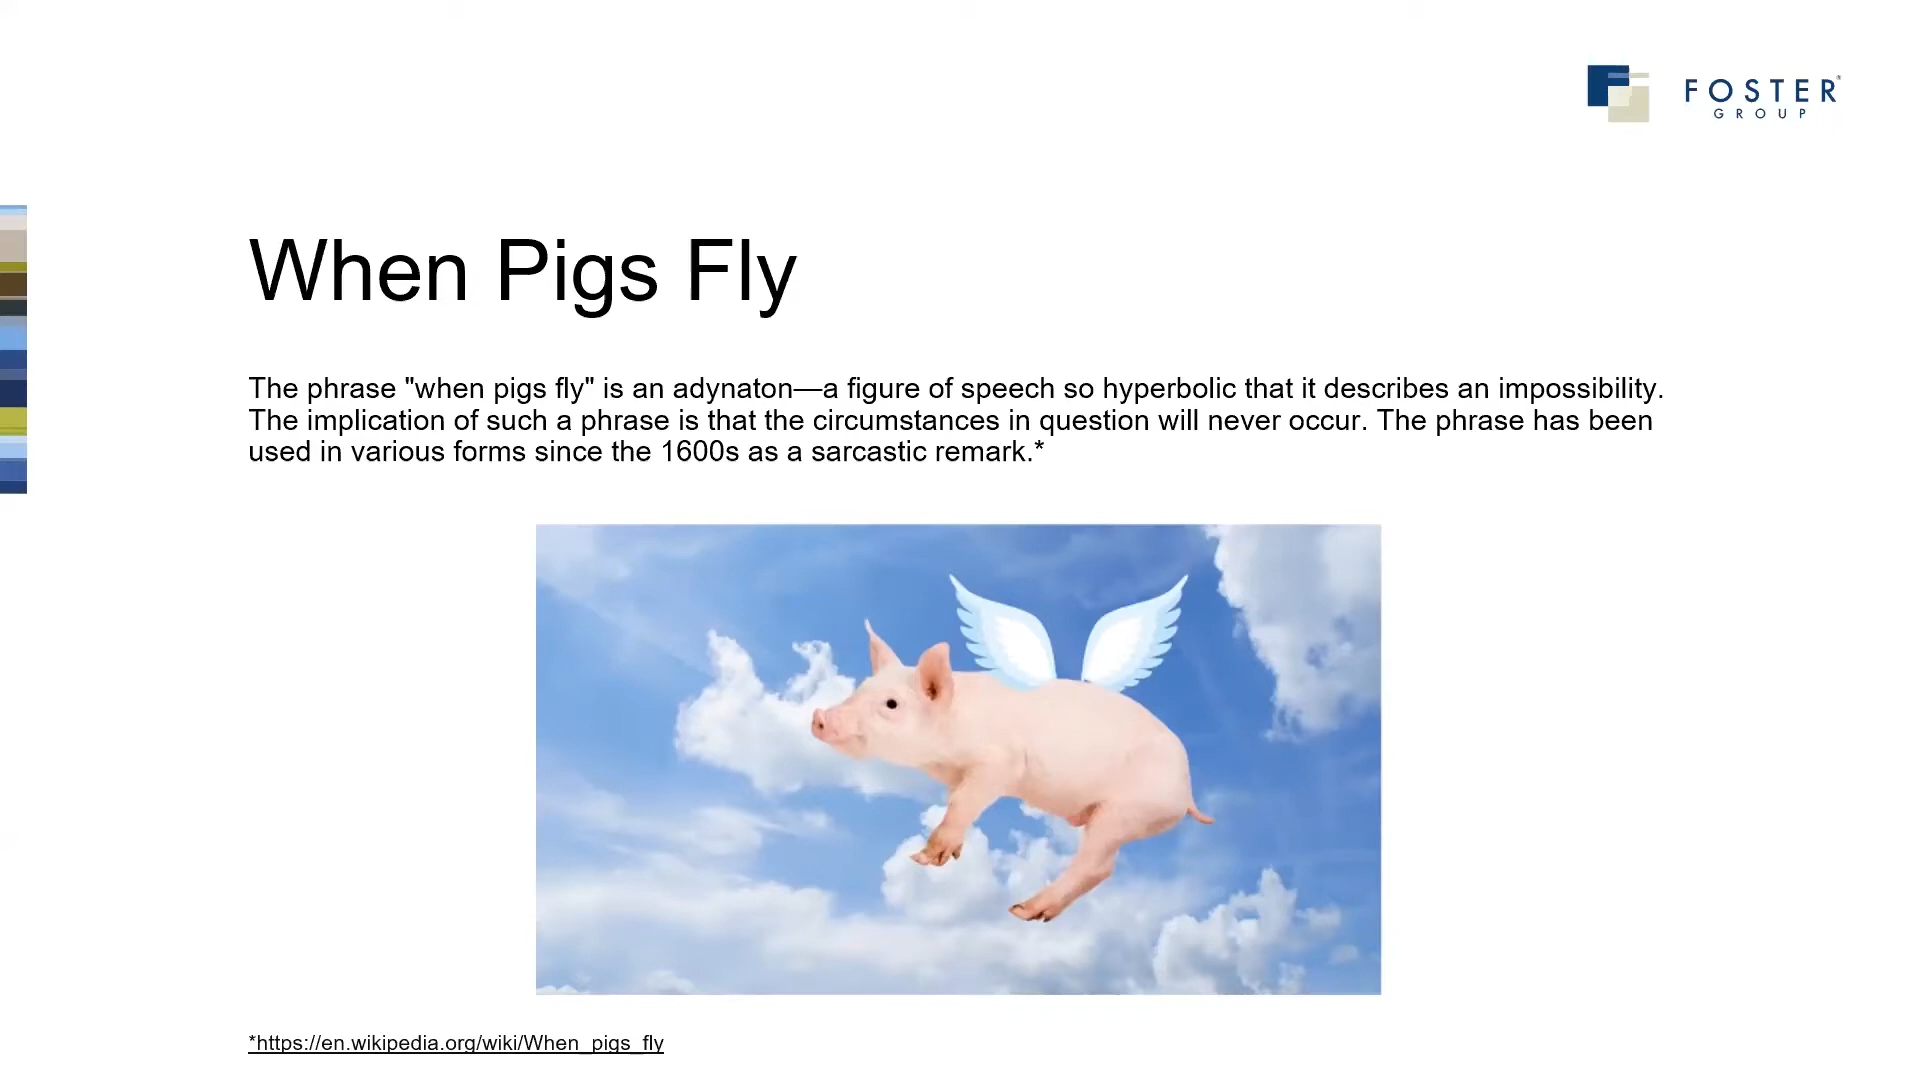 FOSTER®
GROUP
When Pigs Fly
The phrase "when pigs fly" is an adynaton—a figure of speech so hyperbolic that it describes an impossibility.
The implication of such a phrase is that the circumstances in question will never occur. The phrase has been
used in various forms since the 1600s as a sarcastic remark.*
*https://en.wikipedia.org/wiki/When_pigs_fly